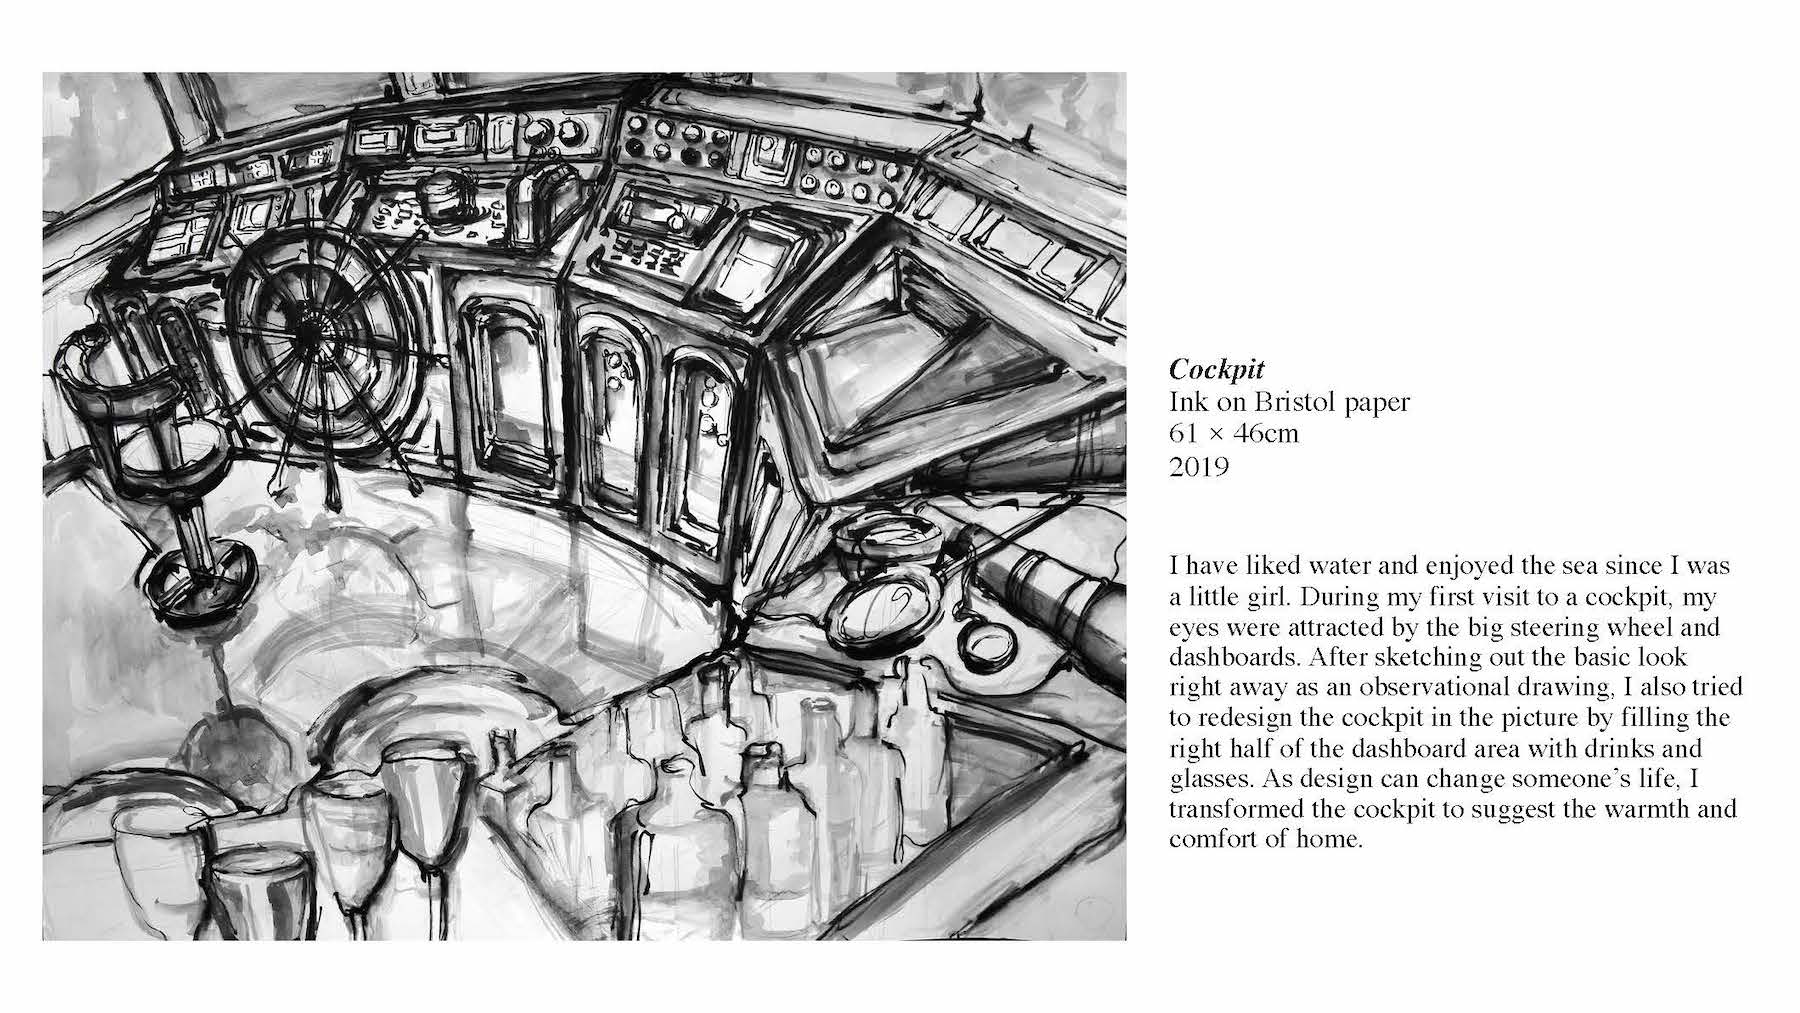 Cockpit
Ink on Bristol paper
61 × 46cm
2019
I have liked water and enjoyed the sea since I was
a little girl. During my first visit to a cockpit, my
eyes were attracted by the big steering wheel and
dashboards. After sketching out the basic look
right away as an observational drawing, I also tried
to redesign the cockpit in the picture by filling the
right half of the dashboard area with drinks and
glasses. As design can change someone’s life, I
transformed the cockpit to suggest the warmth and
comfort of home.